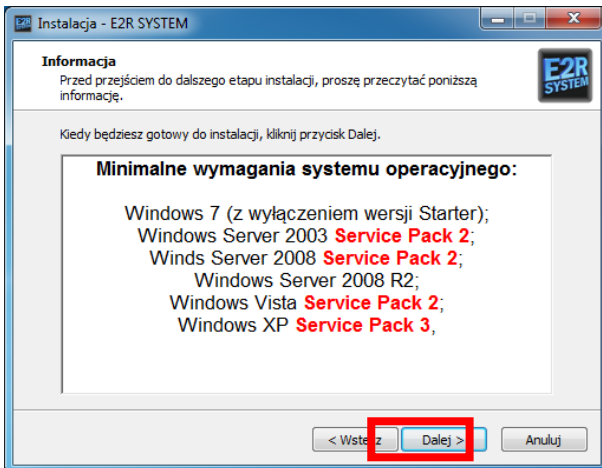 Instalacja - E2R SYSTEM
Informacja
Przed przejściem do dalszego etapu instalacji, proszę przeczytać poniższą
informację.
E2R
SYSTEM
Kiedy będziesz gotowy do instalacji, kliknij przycisk Dalej.
Minimalne wymagania systemu operacyjnego:
Windows 7 (z wyłączeniem wersji Starter);
Windows Server 2003 Service Pack 2;
Winds Server 2008 Service Pack 2;
Windows Server 2008 R2;
Windows Vista Service Pack 2;
Windows XP Service Pack 3,
< Wstecz Dalej > Anuluj